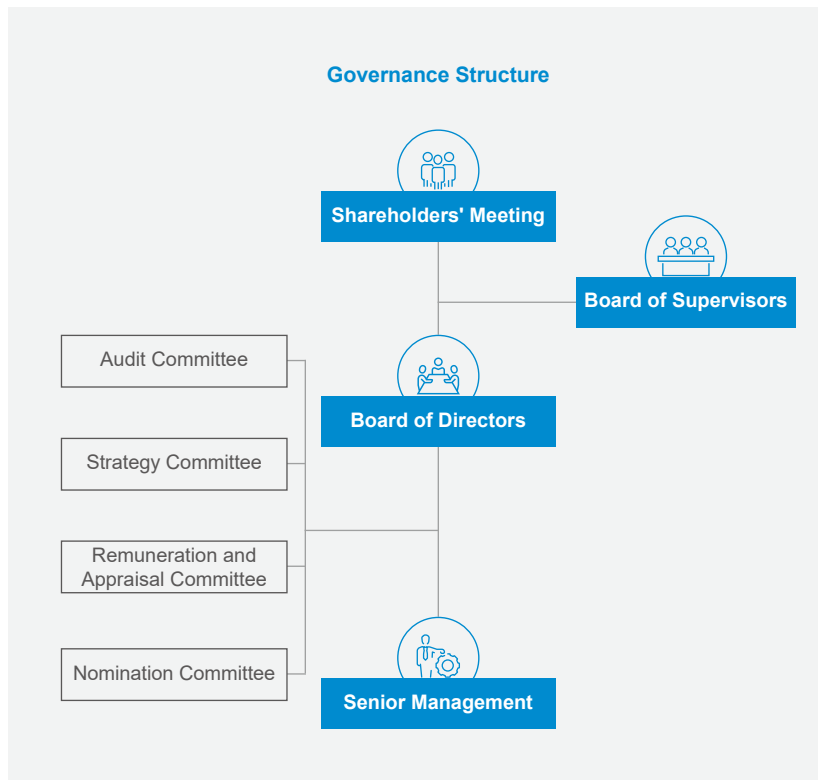 Governance Structure
Shareholders' Meeting
Board of Supervisors
Audit Committee
Board of Directors
Strategy Committee
Remuneration and
Appraisal Committee
Nomination Committee
Senior Management